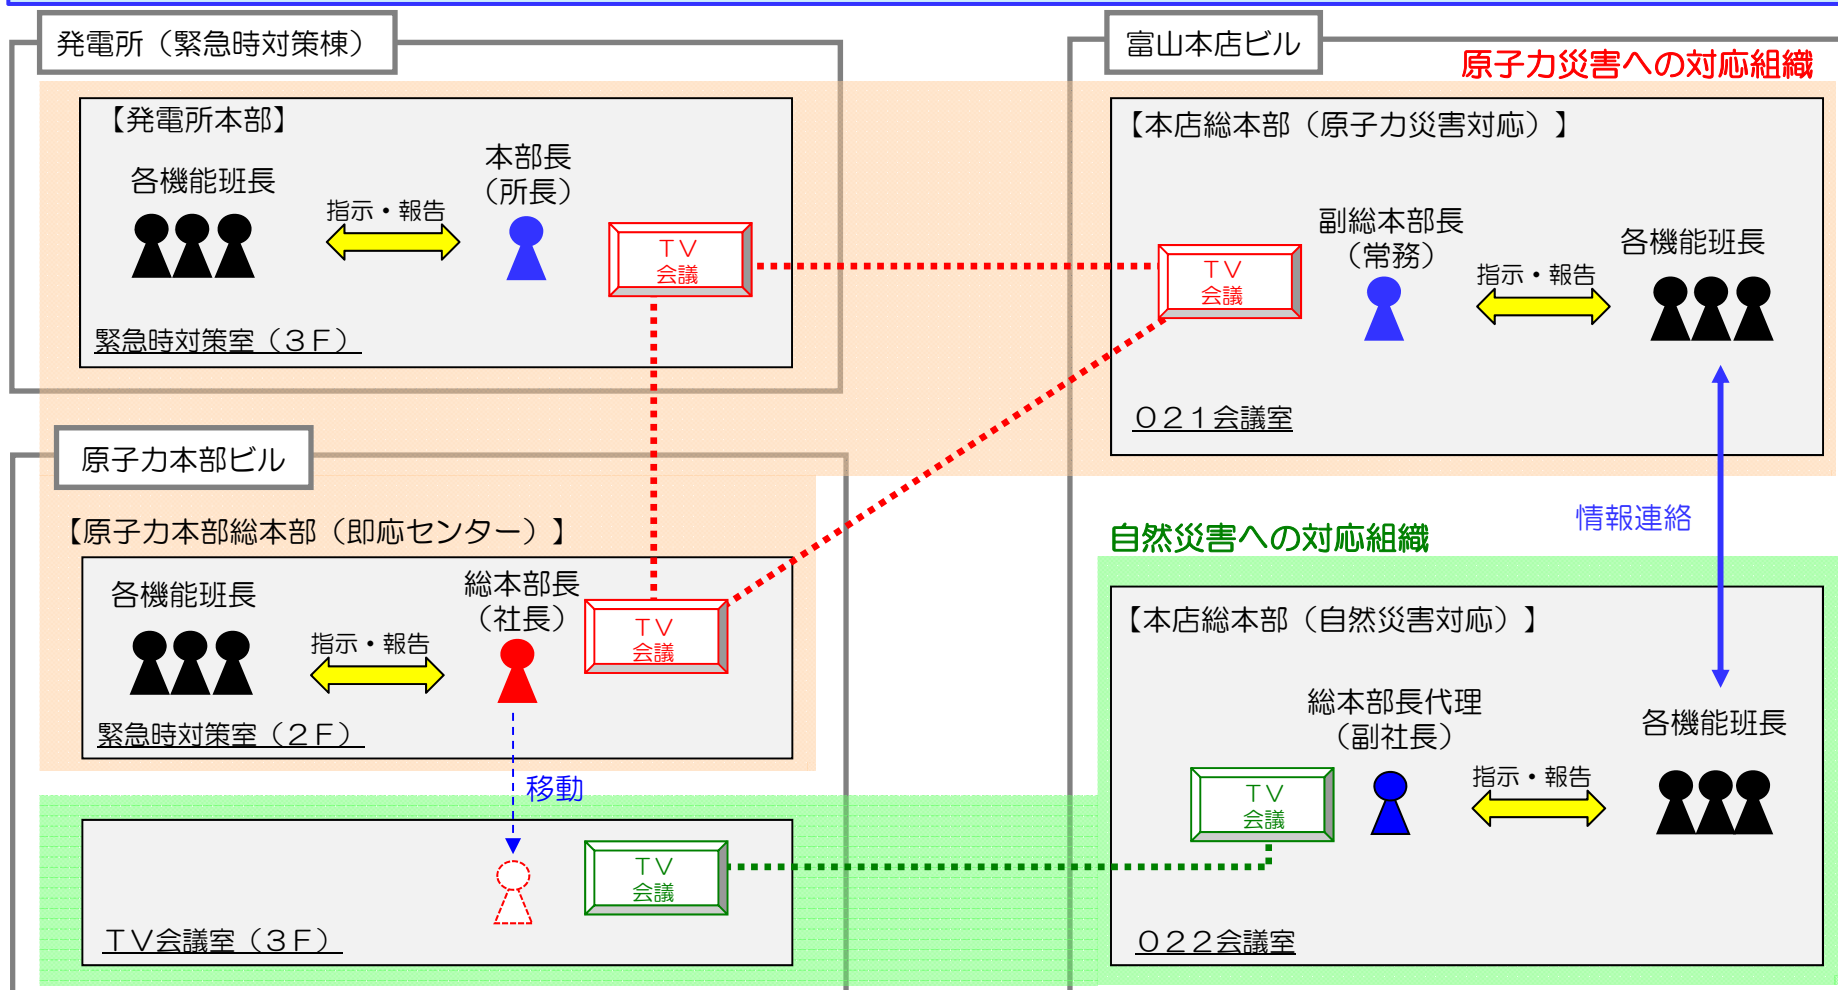 発電所（緊急時対策棟）
【発電所本部】
各機能班長
指示・報告
本部長
（所長）
ＴＶ
会議
緊急時対策室（３Ｆ）
富山本店ビル
原子力災害への対応組織
【本店総本部（原子力災害対応）】
ＴＶ
会議
副総本部長
（常務）
指示・報告
各機能班長
０２１会議室
原子力本部ビル
【原子力本部総本部（即応センター）】
各機能班長
指示・報告
総本部長
（社長）
ＴＶ
会議
緊急時対策室（２Ｆ）
移動
ＴＶ
会議
ＴＶ会議室（３Ｆ）
情報連絡
自然災害への対応組織
【本店総本部（自然災害対応）】
総本部長代理
（副社長）
ＴＶ
会議
指示・報告
各機能班長
０２２会議室